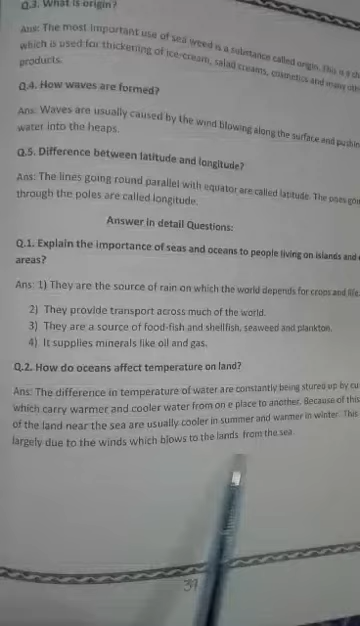 Q.3. What is origin?
Ans: The most important use of sea weed is a substance called origin. This is a
which is used for thickening of ice-cream, salad creams, cosmetics and many
products.
Q.4. How waves are formed?
Ans: Waves are usually caused by the wind blowing along the surface and
water into the heaps.
Q.5. Difference between latitude and longitude?
Ans: The lines going round parallel with equator are called latitude. The ones
through the poles are called longitude.
Answer in detail Questions:
Q.1. Explain the importance of seas and oceans to people living on islands and
areas?
Ans: 1) They are the source of rain on which the world depends for crops and life.
2) They provide transport across much of the world.
3) They are a source of food-fish and shellfish, seaweed and plankton.
4) It supplies minerals like oil and gas.
Q.2. How do oceans affect temperature on land?
Ans: The difference in temperature of water are constantly being stured up by
which carry warmer and cooler water from on e place to another. Because of this
of the land near the sea are usually cooler in summer and warmer in winter. This
largely due to the winds which blows to the lands from the sea.
39